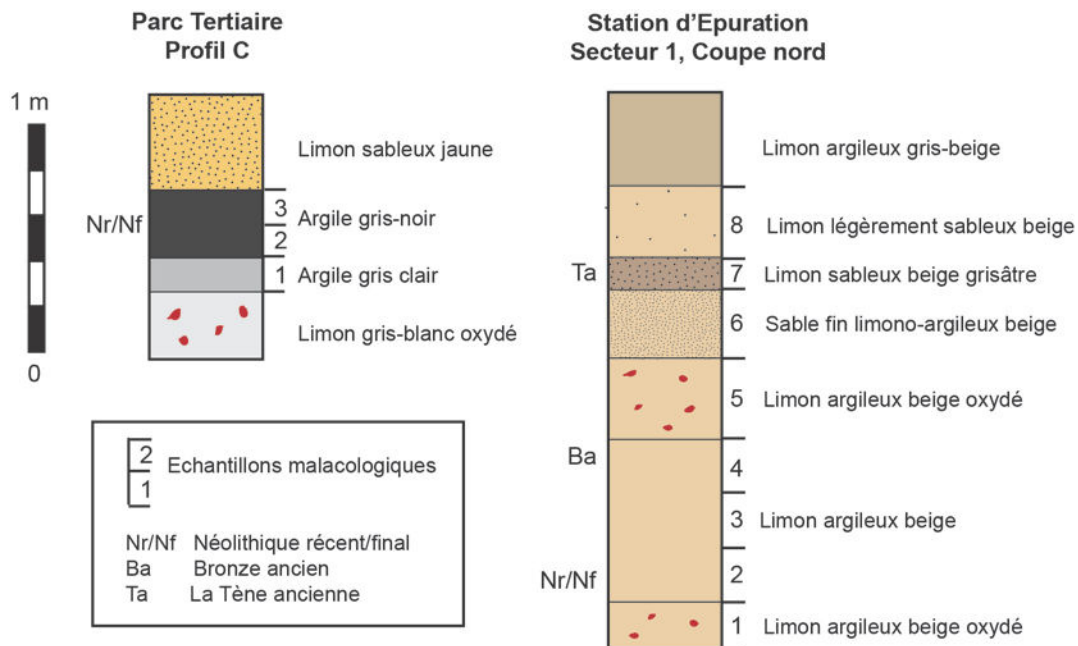 Parc Tertiaire
Profil C
1 m
0
Limon sableux jaune
Nr/Nf
3
2
Argile gris-noir
1
Argile gris clair
Limon gris-blanc oxydé
2
1
Echantillons malacologiques
Nr/Nf Néolithique récent/final
Ba Bronze ancien
Ta La Tène ancienne
Station d'Epuration
Secteur 1, Coupe nord
Limon argileux gris-beige
8 Limon légèrement sableux beige
Ta 7 Limon sableux beige grisâtre
6 Sable fin limono-argileux beige
5 Limon argileux beige oxydé
Ba
4
3 Limon argileux beige
Nr/Nf 2
1 Limon argileux beige oxydé